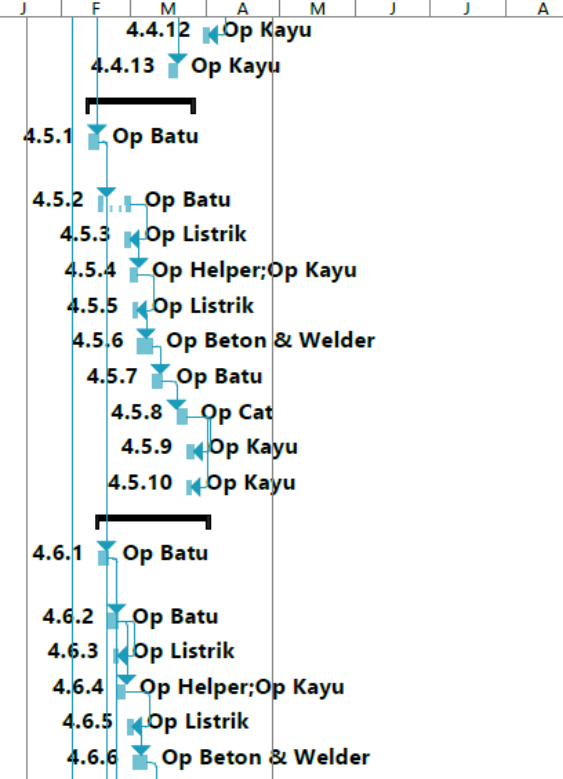 J F M A M J J A
4.4.12 Op Kayu
4.4.13 Op Kayu
4.5.1 Op Batu
4.5.2 Op Batu
4.5.3 Op Listrik
4.5.4 Op Helper;Op Kayu
4.5.5 Op Listrik
4.5.6 Op Beton & Welder
4.5.7 Op Batu
4.5.8 Op Cat
4.5.9 Op Kayu
4.5.10 Op Kayu
4.6.1 Op Batu
4.6.2 Op Batu
4.6.3 Op Listrik
4.6.4 Op Helper;Op Kayu
4.6.5 Op Listrik
4.6.6 Op Beton & Welder